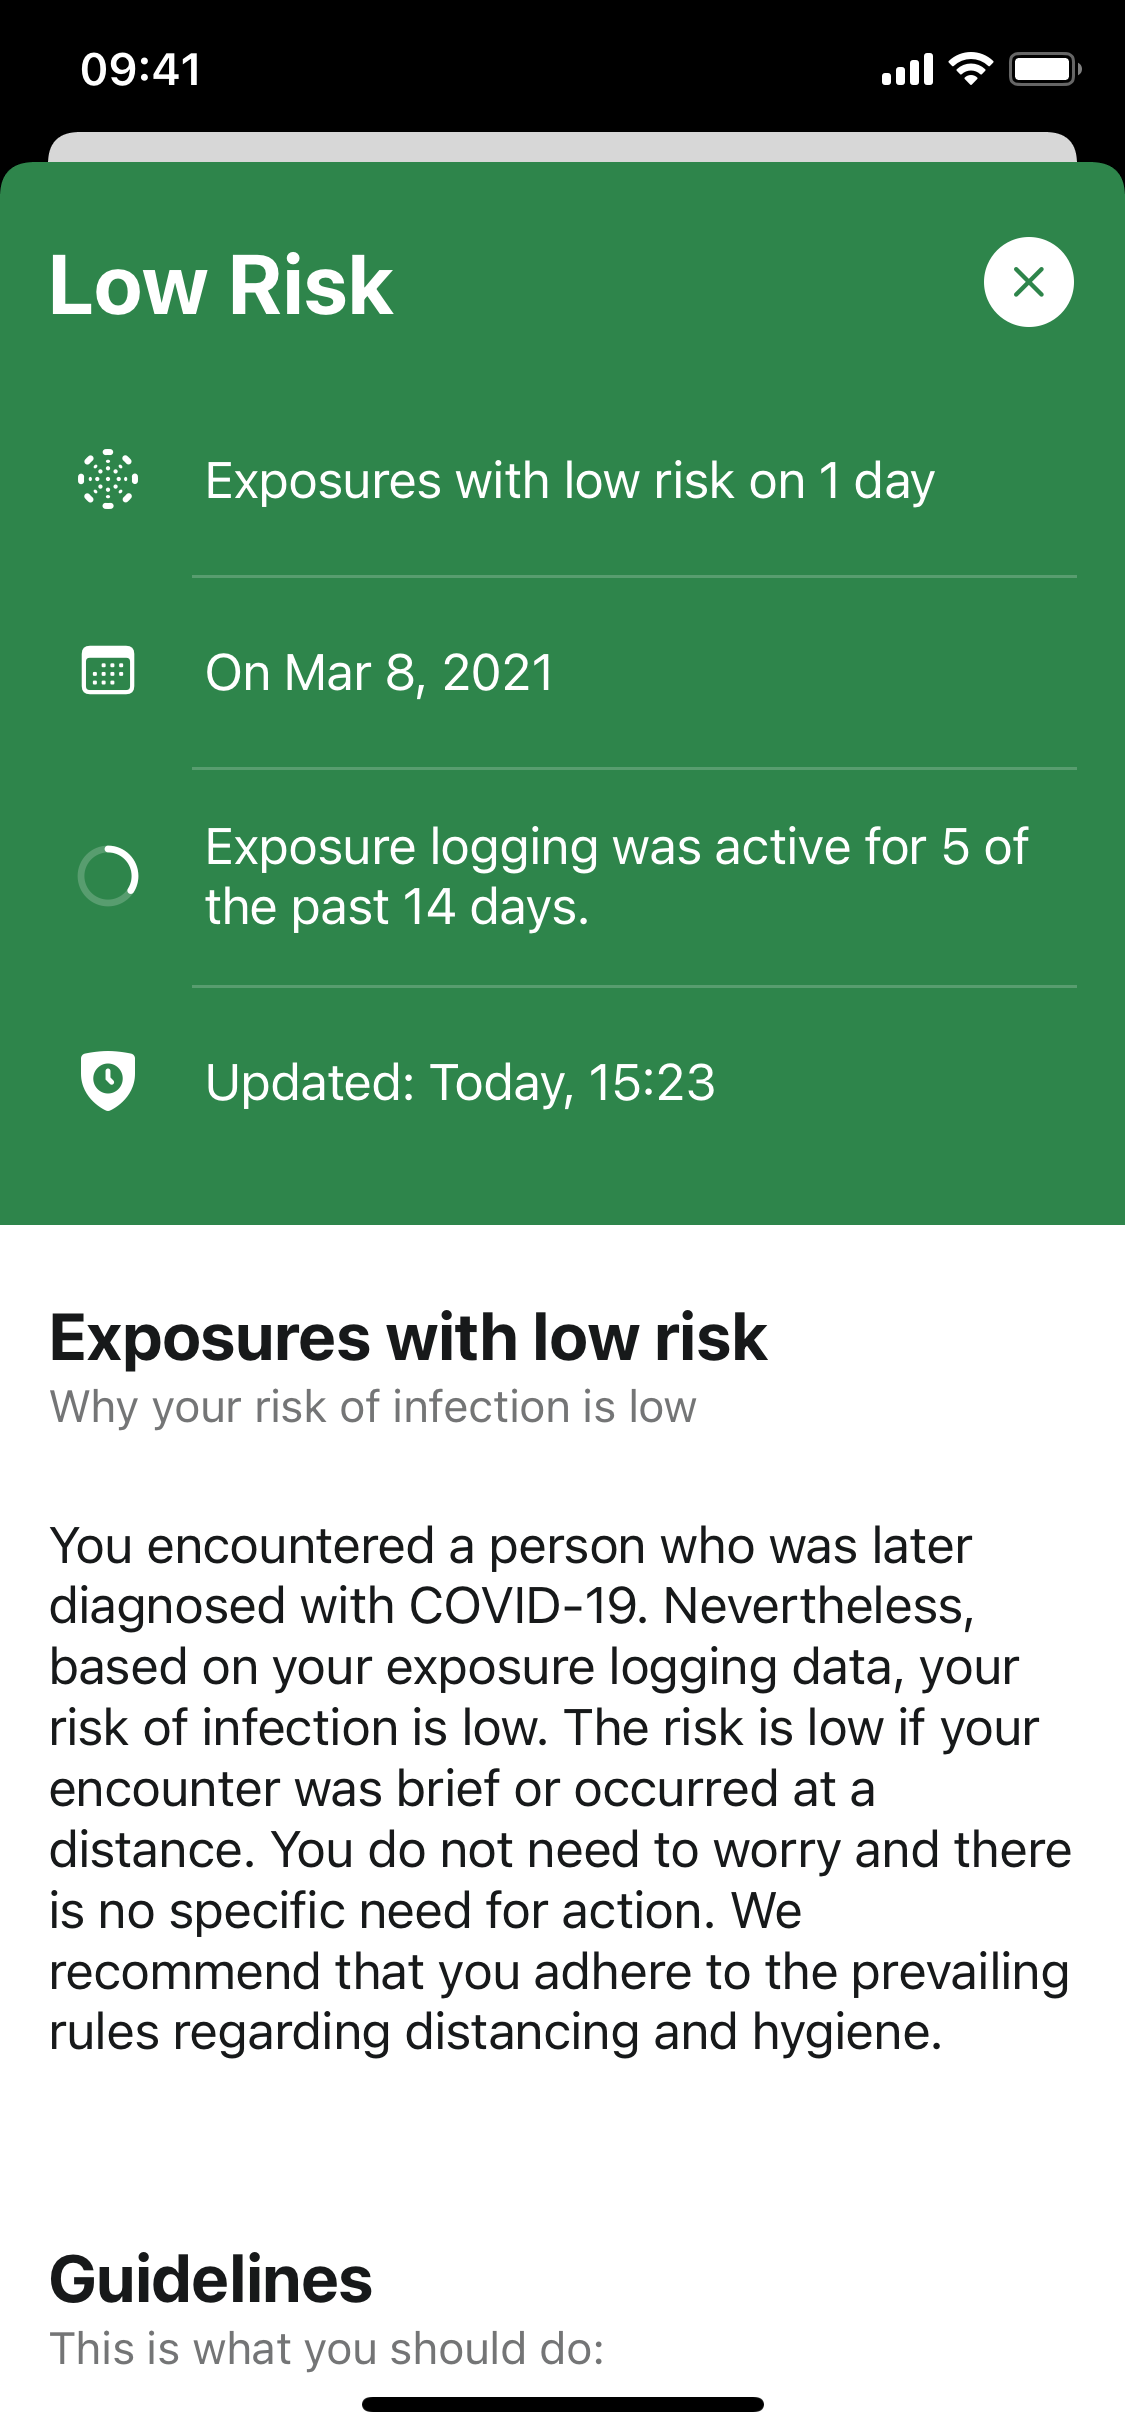 09:41
Low Risk
Exposures with low risk on 1 day
On Mar 8, 2021
Exposure logging was active for 5 of
the past 14 days.
Updated: Today, 15:23
Exposures with low risk
Why your risk of infection is low
You encountered a person who was later
diagnosed with COVID-19. Nevertheless,
based on your exposure logging data, your
risk of infection is low. The risk is low if your
encounter was brief or occurred at a
distance. You do not need to worry and there
is no specific need for action. We
recommend that you adhere to the prevailing
rules regarding distancing and hygiene.
Guidelines
This is what you should do: